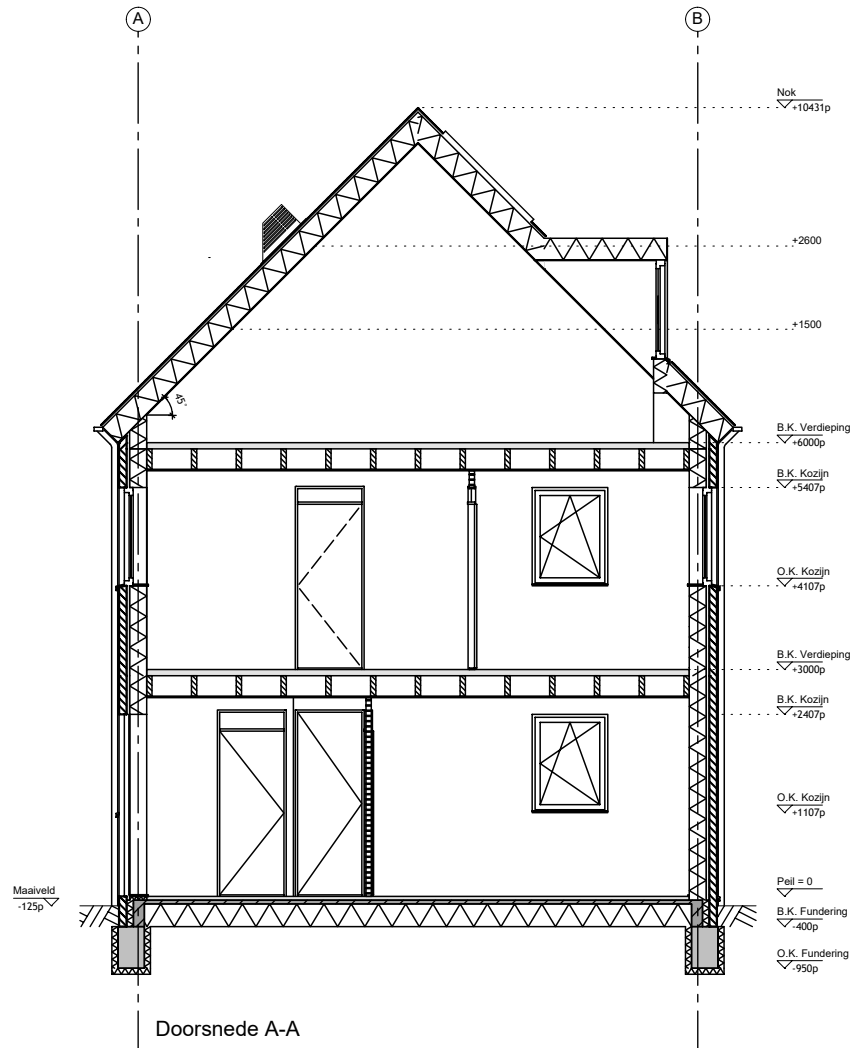 A
B
Nok
+10431p
+2600
+1500
45°
B.K. Verdieping
+6000p
B.K. Kozijn
+5407p
O.K. Kozijn
+4107p
B.K. Verdieping
+3000p
B.K. Kozijn
+2407p
O.K. Kozijn
+1107p
Peil = 0
Maaiveld
-125p
B.K. Fundering
-400p
O.K. Fundering
-950p
Doorsnede A-A